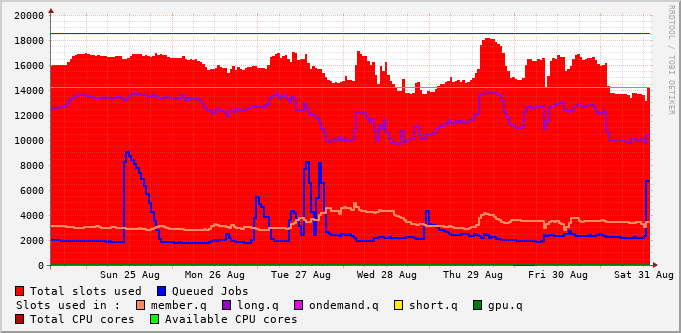 20000
18000
16000
14000
12000
10000
8000
6000
4000
2000
0
Sun 25 Aug Mon 26 Aug Tue 27 Aug Wed 28 Aug Thu 29 Aug Fri 30 Aug Sat 31 Aug
RRDTOOL / TOBI OETIKER
Total slots used Queued Jobs
Slots used in : member.q long.q ondemand.q short.q gpu.q
Total CPU cores Available CPU cores